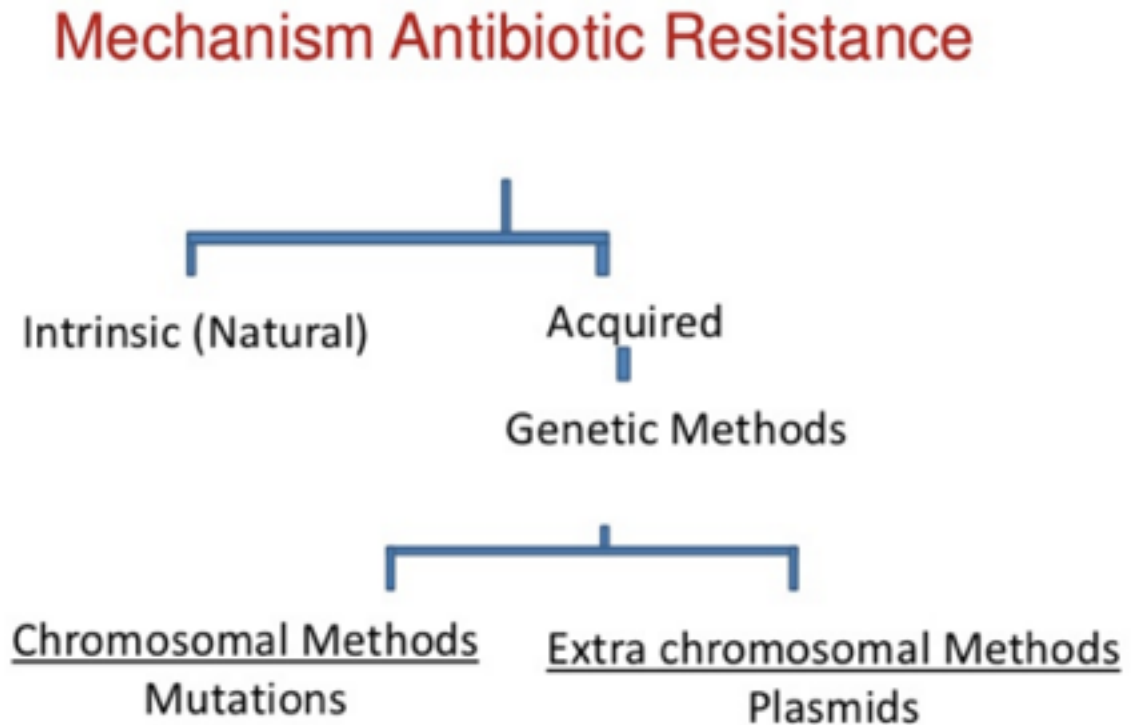 Mechanism Antibiotic Resistance
Intrinsic (Natural)
Acquired
Genetic Methods
Chromosomal Methods
Mutations
Extra chromosomal Methods
Plasmids